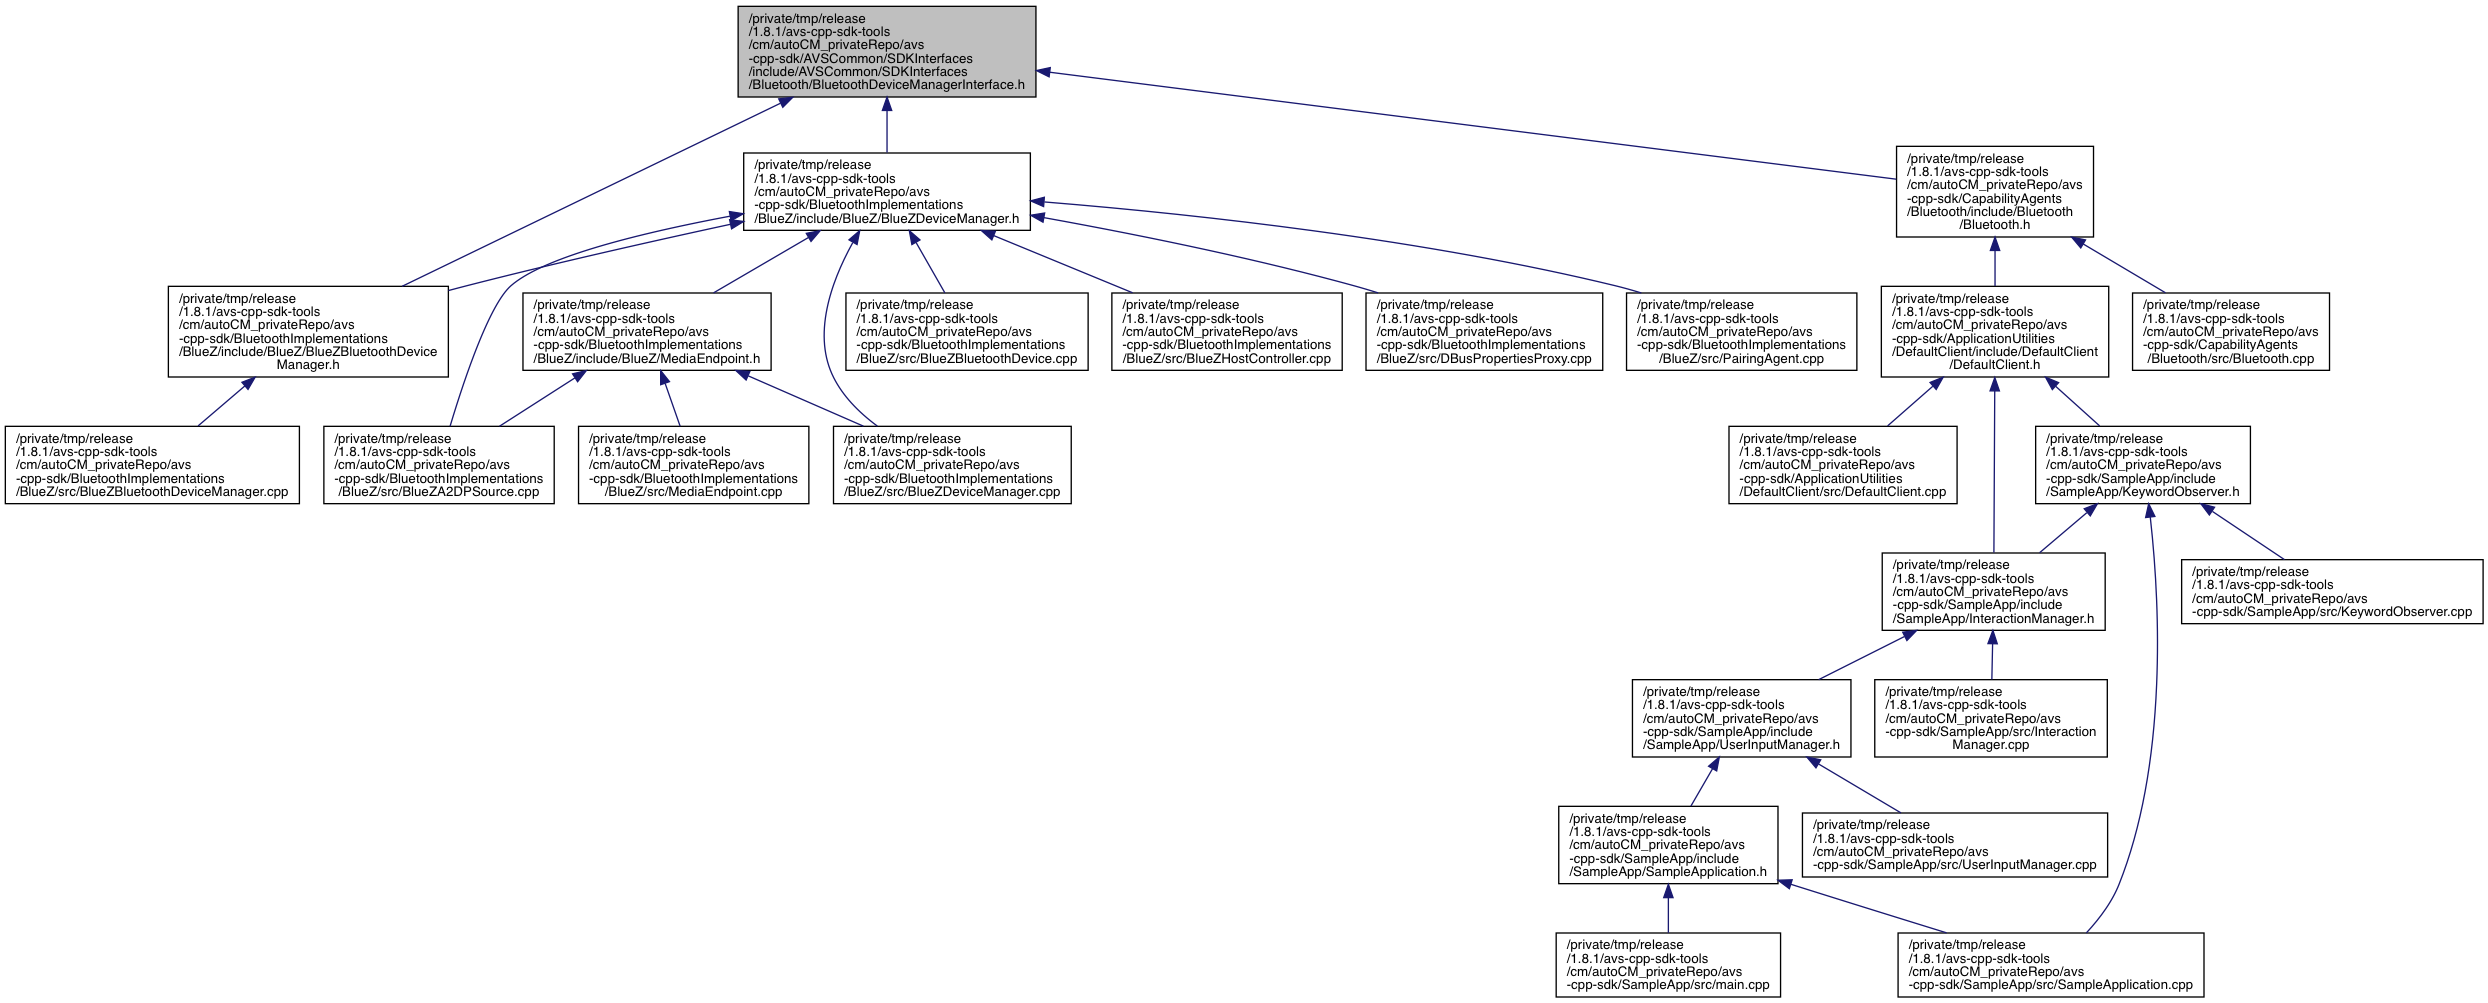 /private/tmp/release
/1.8.1/avs-cpp-sdk-tools
/cm/autoCM_privateRepo/avs
-cpp-sdk/AVSCommon/SDKInterfaces
/include/AVSCommon/SDKInterfaces
/Bluetooth/BluetoothDeviceManagerInterface.h
/private/tmp/release
/1.8.1/avs-cpp-sdk-tools
/cm/autoCM_privateRepo/avs
-cpp-sdk/BluetoothImplementations
/BlueZ/include/BlueZ/BlueZDeviceManager.h
/private/tmp/release
/1.8.1/avs-cpp-sdk-tools
/cm/autoCM_privateRepo/avs
-cpp-sdk/CapabilityAgents
/Bluetooth/include/Bluetooth
/Bluetooth.h
/private/tmp/release
/1.8.1/avs-cpp-sdk-tools
/cm/autoCM_privateRepo/avs
-cpp-sdk/BluetoothImplementations
/BlueZ/include/BlueZ/BlueZBluetoothDevice
Manager.h
/private/tmp/release
/1.8.1/avs-cpp-sdk-tools
/cm/autoCM_privateRepo/avs
-cpp-sdk/BluetoothImplementations
/BlueZ/include/BlueZ/MediaEndpoint.h
/private/tmp/release
/1.8.1/avs-cpp-sdk-tools
/cm/autoCM_privateRepo/avs
-cpp-sdk/BluetoothImplementations
/BlueZ/src/BlueZBluetoothDevice.cpp
/private/tmp/release
/1.8.1/avs-cpp-sdk-tools
/cm/autoCM_privateRepo/avs
-cpp-sdk/BluetoothImplementations
/BlueZ/src/BlueZHostController.cpp
/private/tmp/release
/1.8.1/avs-cpp-sdk-tools
/cm/autoCM_privateRepo/avs
-cpp-sdk/BluetoothImplementations
/BlueZ/src/DBusPropertiesProxy.cpp
/private/tmp/release
/1.8.1/avs-cpp-sdk-tools
/cm/autoCM_privateRepo/avs
-cpp-sdk/BluetoothImplementations
/BlueZ/src/PairingAgent.cpp
/private/tmp/release
/1.8.1/avs-cpp-sdk-tools
/cm/autoCM_privateRepo/avs
-cpp-sdk/ApplicationUtilities
/DefaultClient/include/DefaultClient
/DefaultClient.h
/private/tmp/release
/1.8.1/avs-cpp-sdk-tools
/cm/autoCM_privateRepo/avs
-cpp-sdk/CapabilityAgents
/Bluetooth/src/Bluetooth.cpp
/private/tmp/release
/1.8.1/avs-cpp-sdk-tools
/cm/autoCM_privateRepo/avs
-cpp-sdk/BluetoothImplementations
/BlueZ/src/BlueZBluetoothDeviceManager.cpp
/private/tmp/release
/1.8.1/avs-cpp-sdk-tools
/cm/autoCM_privateRepo/avs
-cpp-sdk/BluetoothImplementations
/BlueZ/src/BlueZA2DPSource.cpp
/private/tmp/release
/1.8.1/avs-cpp-sdk-tools
/cm/autoCM_privateRepo/avs
-cpp-sdk/BluetoothImplementations
/BlueZ/src/MediaEndpoint.cpp
/private/tmp/release
/1.8.1/avs-cpp-sdk-tools
/cm/autoCM_privateRepo/avs
-cpp-sdk/BluetoothImplementations
/BlueZ/src/BlueZDeviceManager.cpp
/private/tmp/release
/1.8.1/avs-cpp-sdk-tools
/cm/autoCM_privateRepo/avs
-cpp-sdk/ApplicationUtilities
/DefaultClient/src/DefaultClient.cpp
/private/tmp/release
/1.8.1/avs-cpp-sdk-tools
/cm/autoCM_privateRepo/avs
-cpp-sdk/SampleApp/include
/SampleApp/KeywordObserver.h
/private/tmp/release
/1.8.1/avs-cpp-sdk-tools
/cm/autoCM_privateRepo/avs
-cpp-sdk/SampleApp/include
/SampleApp/InteractionManager.h
/private/tmp/release
/1.8.1/avs-cpp-sdk-tools
/cm/autoCM_privateRepo/avs
-cpp-sdk/SampleApp/src/KeywordObserver.cpp
/private/tmp/release
/1.8.1/avs-cpp-sdk-tools
/cm/autoCM_privateRepo/avs
-cpp-sdk/SampleApp/include
/SampleApp/UserInputManager.h
/private/tmp/release
/1.8.1/avs-cpp-sdk-tools
/cm/autoCM_privateRepo/avs
-cpp-sdk/SampleApp/src/Interaction
Manager.cpp
/private/tmp/release
/1.8.1/avs-cpp-sdk-tools
/cm/autoCM_privateRepo/avs
-cpp-sdk/SampleApp/include
/SampleApp/SampleApplication.h
/private/tmp/release
/1.8.1/avs-cpp-sdk-tools
/cm/autoCM_privateRepo/avs
-cpp-sdk/SampleApp/src/UserInputManager.cpp
/private/tmp/release
/1.8.1/avs-cpp-sdk-tools
/cm/autoCM_privateRepo/avs
-cpp-sdk/SampleApp/src/main.cpp
/private/tmp/release
/1.8.1/avs-cpp-sdk-tools
/cm/autoCM_privateRepo/avs
-cpp-sdk/SampleApp/src/SampleApplication.cpp